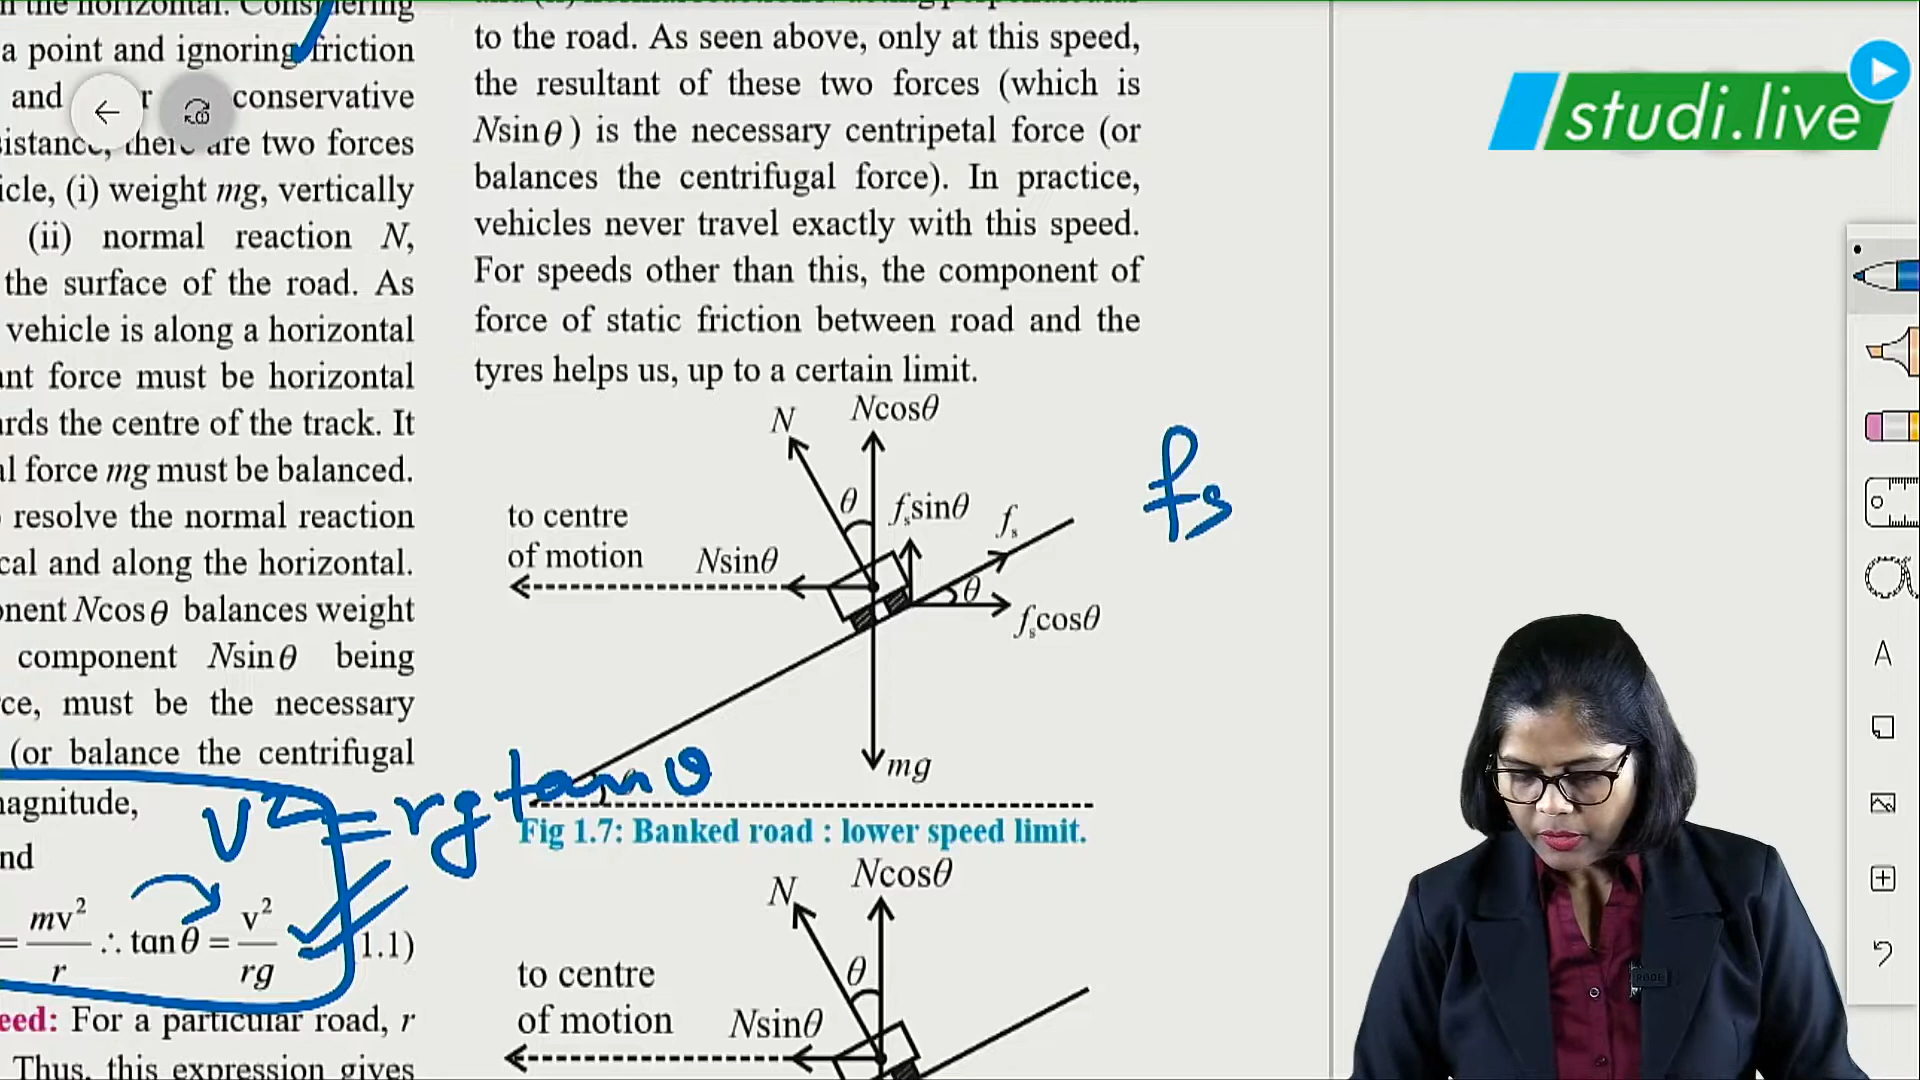 the horizontal. Considering
a point and ignoring friction
and conservative
there are two forces
(i) weight mg, vertically
(ii) normal reaction N,
the surface of the road. As
vehicle is along a horizontal
force must be horizontal
the centre of the track. It
force mg must be balanced.
resolve the normal reaction
and along the horizontal.
Ncosθ balances weight
component Nsinθ being
must be the necessary
(or balance the centrifugal
V² = rg tanθ
= mv²/r ∴ tanθ = v²/rg (1.1)
For a particular road, r
Thus, this expression gives
to the road. As seen above, only at this speed,
the resultant of these two forces (which is
Nsinθ) is the necessary centripetal force (or
balances the centrifugal force). In practice,
vehicles never travel exactly with this speed.
For speeds other than this, the component of
force of static friction between road and the
tyres helps us, up to a certain limit.
N
Ncosθ
θ
fₛsinθ
fₛ
to centre
of motion
Nsinθ
θ
fₛcosθ
mg
Fig 1.7: Banked road : lower speed limit.
N
Ncosθ
θ
to centre
of motion
Nsinθ
fs
studi.live
A
RODE